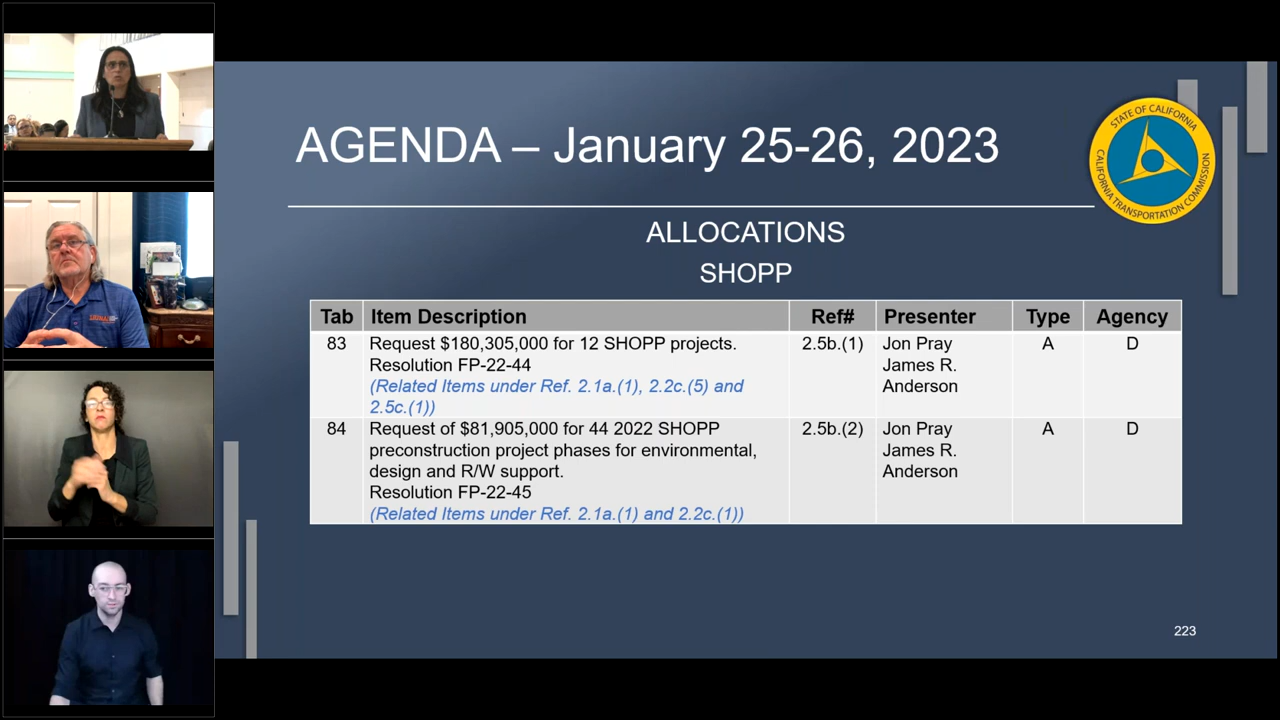 AGENDA – January 25-26, 2023
STATE OF CALIFORNIA
CALIFORNIA TRANSPORTATION COMMISSION
ALLOCATIONS
SHOPP
Tab Item Description Ref# Presenter Type Agency
83 Request $180,305,000 for 12 SHOPP projects. 2.5b.(1) Jon Pray A D
Resolution FP-22-44 James R.
(Related Items under Ref. 2.1a.(1), 2.2c.(5) and Anderson
2.5c.(1))
84 Request of $81,905,000 for 44 2022 SHOPP 2.5b.(2) Jon Pray A D
preconstruction project phases for environmental, James R.
design and R/W support. Anderson
Resolution FP-22-45
(Related Items under Ref. 2.1a.(1) and 2.2c.(1))
223